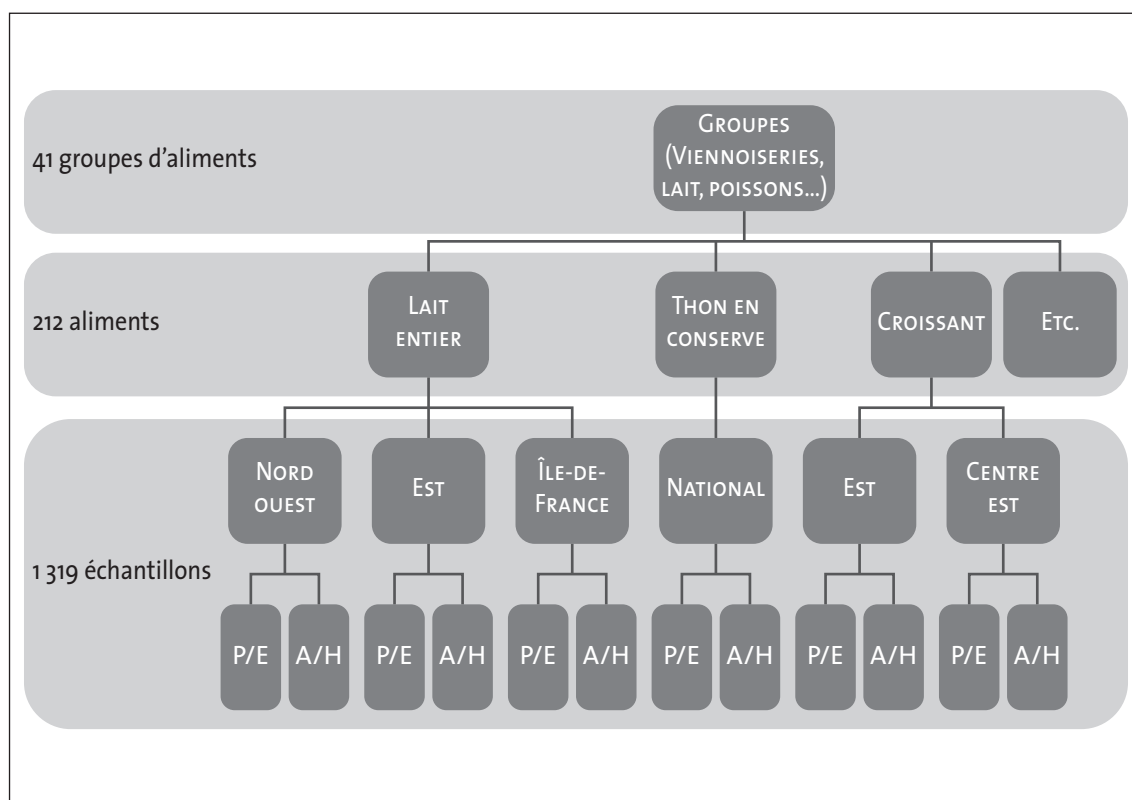 41 groupes d'aliments
GROUPES
(VIENNOISERIES,
LAIT, POISSONS...)
212 aliments
LAIT
ENTIER
THON EN
CONSERVE
CROISSANT
ETC.
1 319 échantillons
NORD
OUEST
EST
ÎLE-DE-
FRANCE
NATIONAL
EST
CENTRE
EST
P/E
A/H
P/E
A/H
P/E
A/H
P/E
A/H
P/E
A/H
P/E
A/H